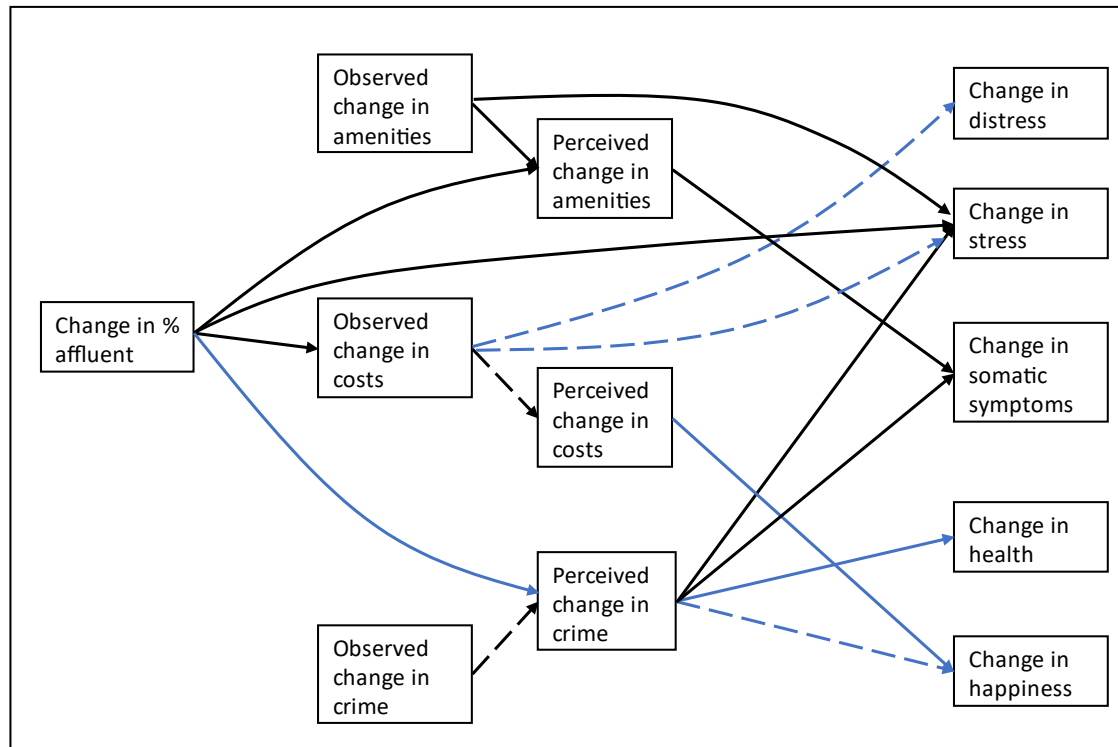 Observed
change in
amenities
Change in
distress
Perceived
change in
amenities
Change in
stress
Change in %
affluent
Observed
change in
costs
Change in
somatic
symptoms
Perceived
change in
costs
Change in
health
Perceived
change in
crime
Observed
change in
crime
Change in
happiness